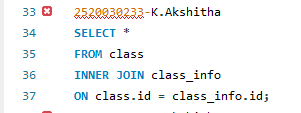 33 2520030233-K.Akshitha
34 SELECT *
35 FROM class
36 INNER JOIN class_info
37 ON class.id = class_info.id;